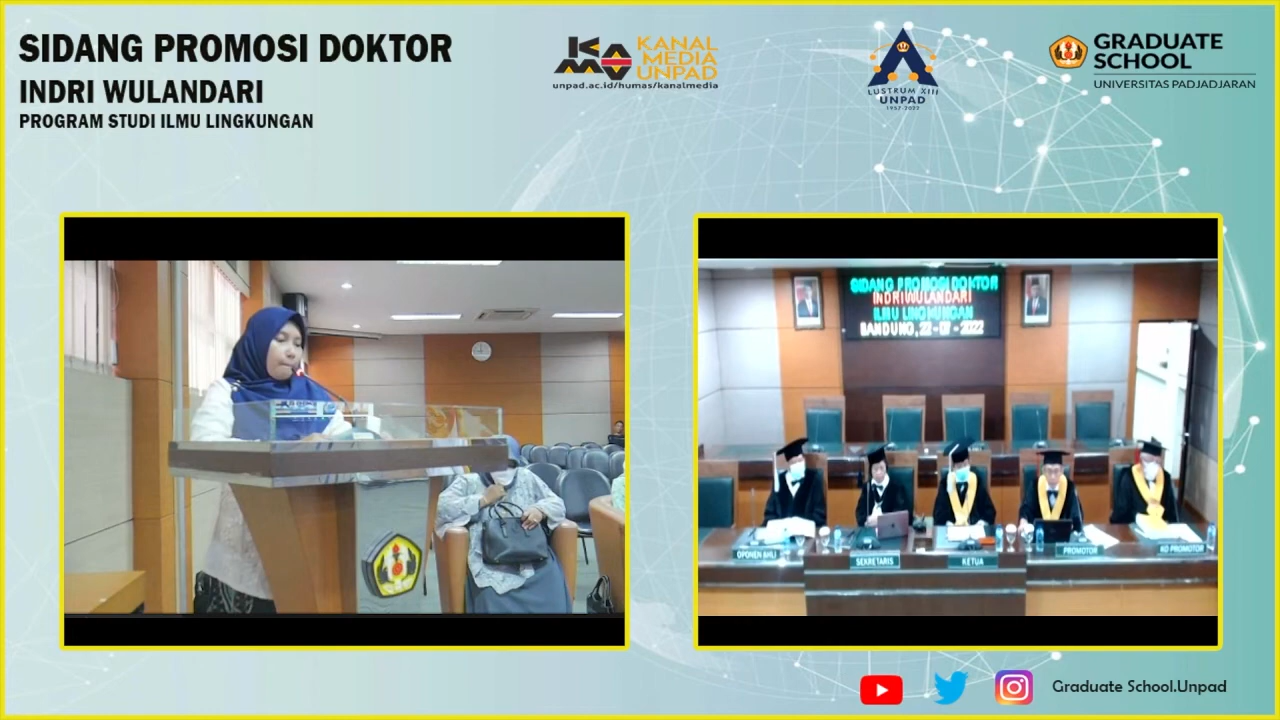 SIDANG PROMOSI DOKTOR
INDRI WULANDARI
PROGRAM STUDI ILMU LINGKUNGAN
KANAL
MEDIA
UNPAD
unpad.ac.id/humas/kanalmedia
LUSTRUM XIII
UNPAD
1957-2022
GRADUATE
SCHOOL
UNIVERSITAS PADJADJARAN
SIDANG PROMOSI DOKTOR
INDRI WULANDARI
ILMU LINGKUNGAN
BANDUNG, 22-07-2022
OPONEN AHLI
SEKRETARIS
KETUA
PROMOTOR
KO PROMOTOR
Graduate School.Unpad